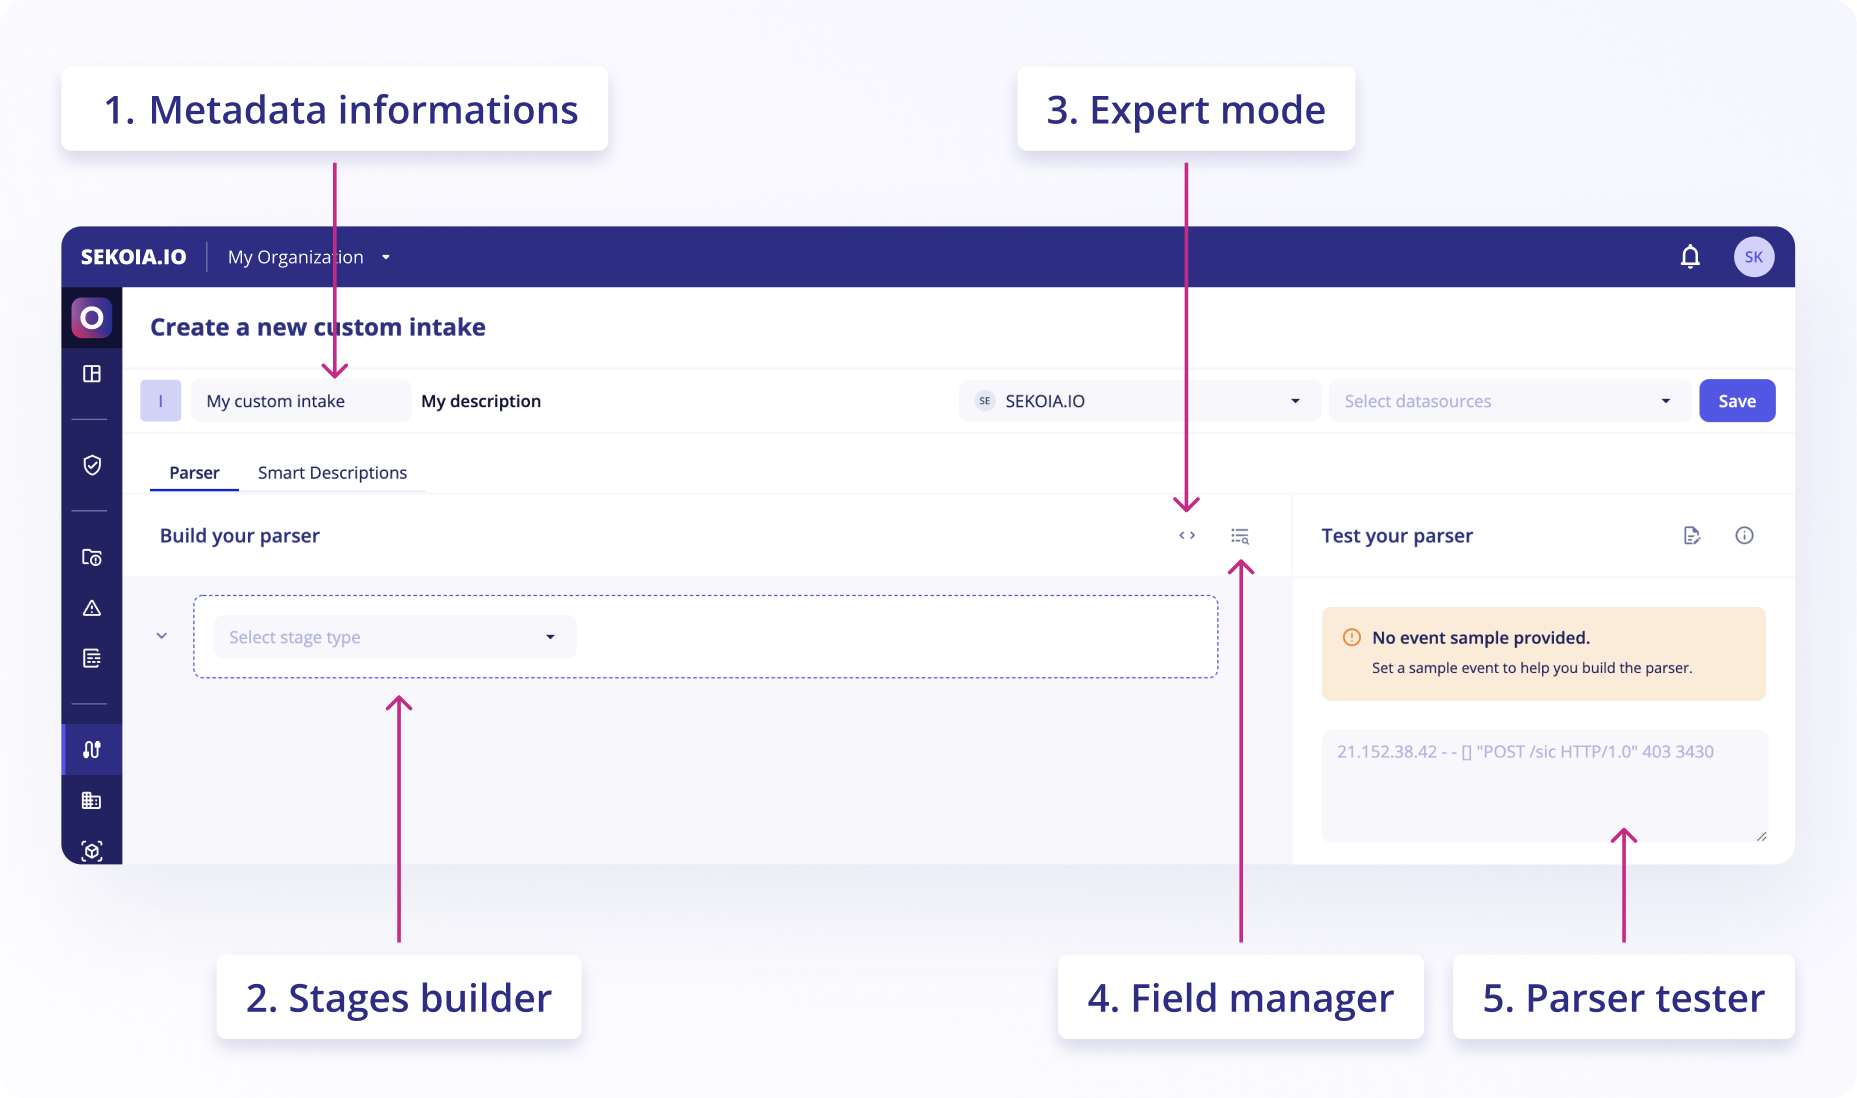 1. Metadata informations
3. Expert mode
SEKOIA.IO
My Organization
SK
Create a new custom intake
I
My custom intake
My description
SE SEKOIA.IO
Select datasources
Save
Parser
Smart Descriptions
Build your parser
Test your parser
Select stage type
No event sample provided.
Set a sample event to help you build the parser.
21.152.38.42 - - [] "POST /sic HTTP/1.0" 403 3430
2. Stages builder
4. Field manager
5. Parser tester